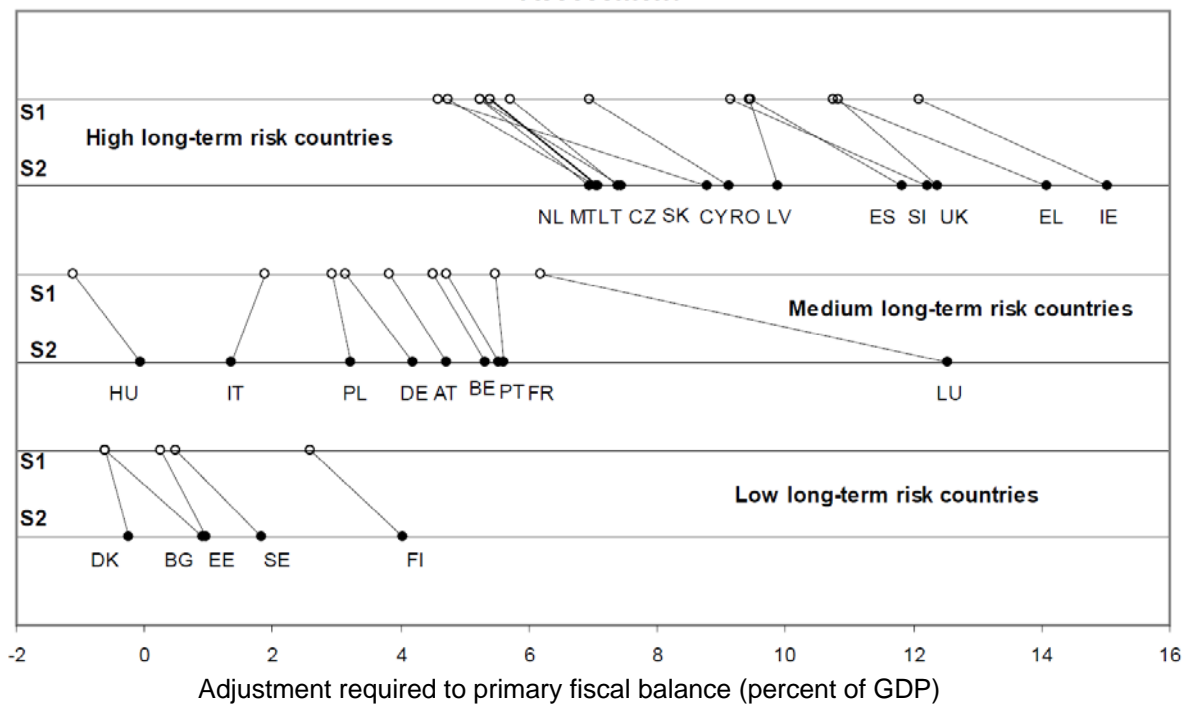 S1
High long-term risk countries
S2
NL MT LT CZ SK CY RO LV ES SI UK EL IE
S1
Medium long-term risk countries
S2
HU IT PL DE AT BE PT FR LU
S1
Low long-term risk countries
S2
DK BG EE SE FI
-2 0 2 4 6 8 10 12 14 16
Adjustment required to primary fiscal balance (percent of GDP)